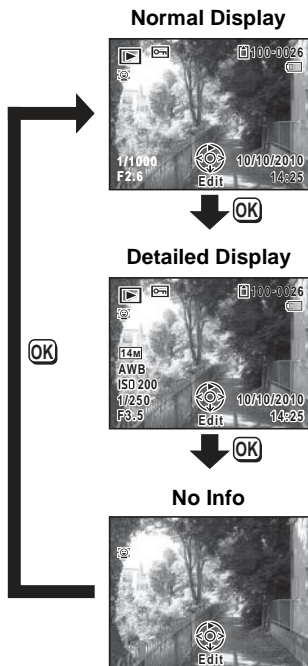 Normal Display
100-0026
1/1000
F2.6
Edit
10/10/2010
14:25
OK
Detailed Display
100-0026
14M
AWB
ISO 200
1/250
F3.5
Edit
10/10/2010
14:25
OK
OK
No Info
Edit